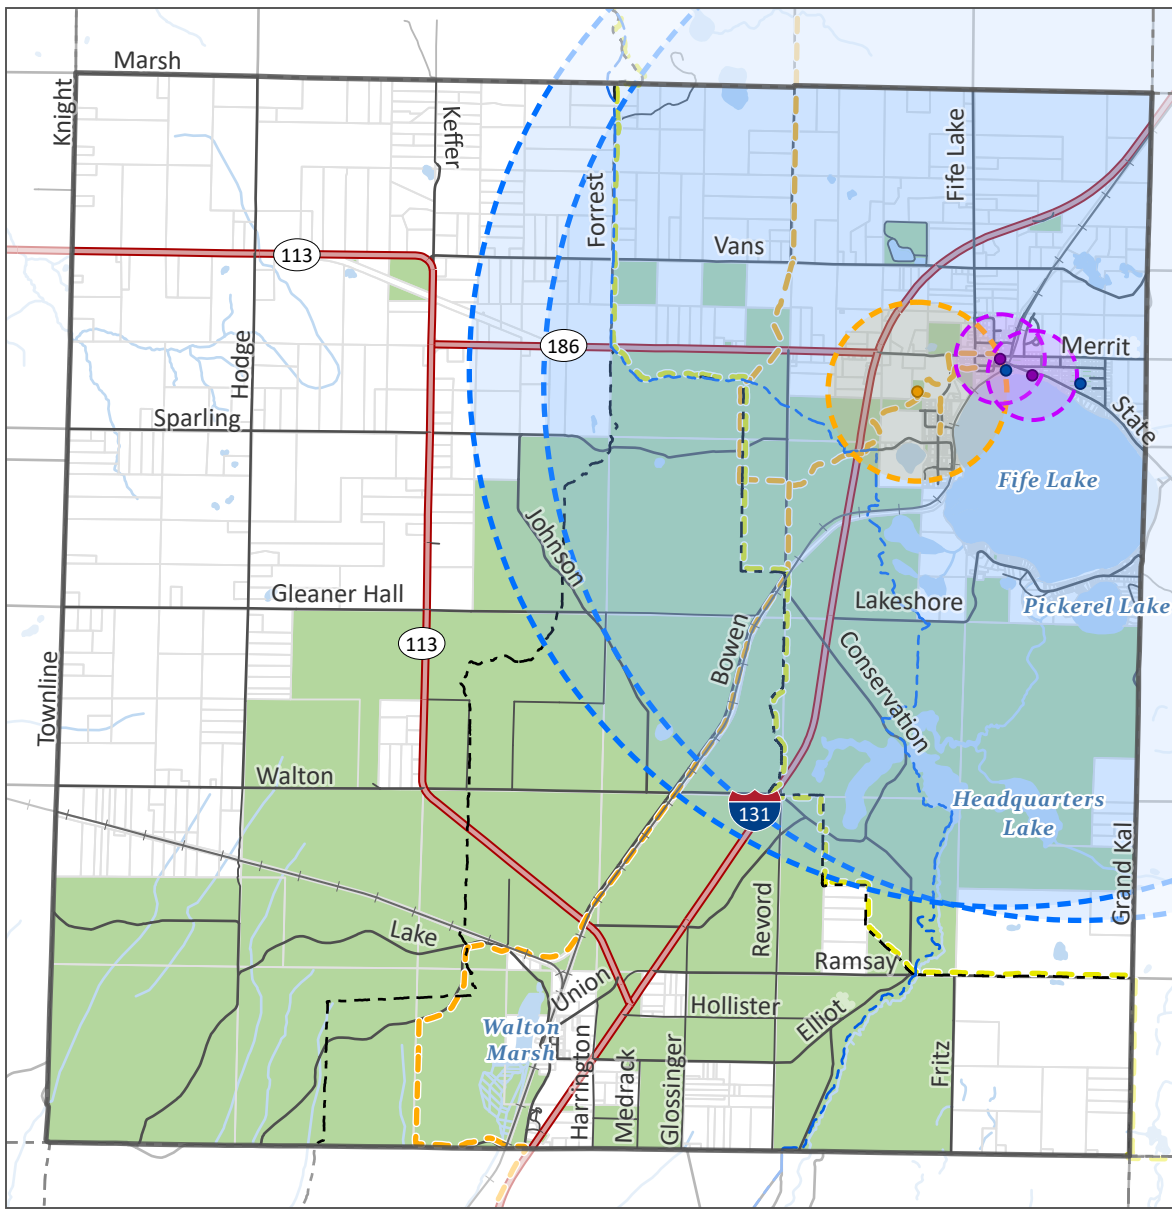 Marsh
Knight
Keffer
Forrest
Fife Lake
113
Vans
186
Merrit
Hodge
Sparling
State
Fife Lake
Johnson
Gleaner Hall
Lakeshore
Pickerel Lake
113
Bowen
Conservation
Townline
Walton
131
Headquarters
Lake
Grand Kal
Lake
Revord
Ramsay
Union
Hollister
Elliot
Walton
Marsh
Harrington
Medrack
Glossinger
Fritz